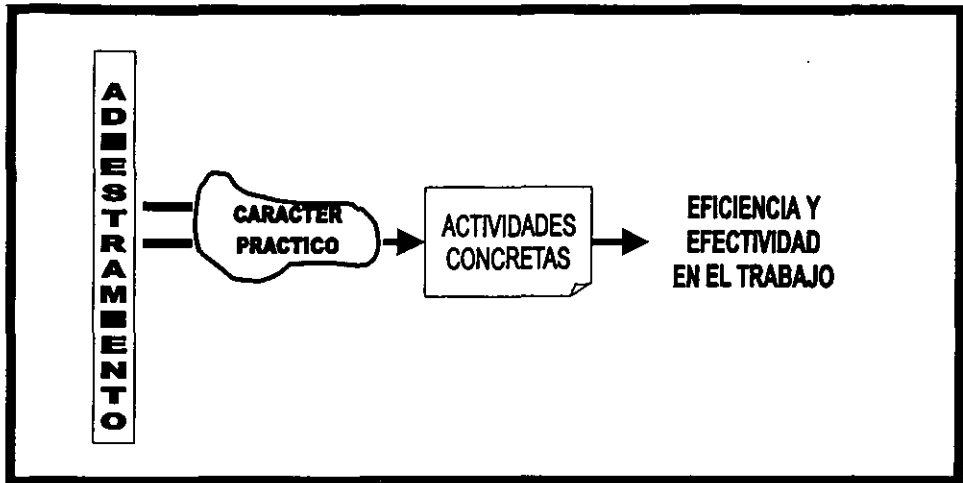 ADIESTRAMIENTO
CARACTER
PRACTICO
ACTIVIDADES
CONCRETAS
EFICIENCIA Y
EFECTIVIDAD
EN EL TRABAJO